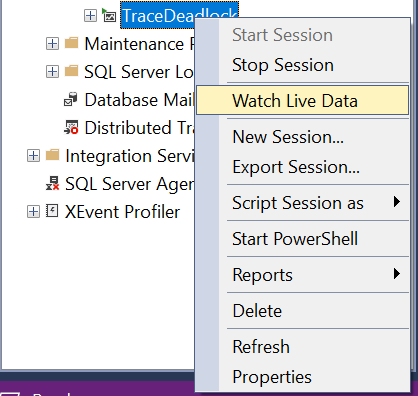 TraceDeadlock
Start Session
Maintenance
Stop Session
SQL Server Lo
Watch Live Data
Database Mail
Distributed Tra
New Session...
Integration Servi
Export Session...
SQL Server Agen
Script Session as
XEvent Profiler
Start PowerShell
Reports
Delete
Refresh
Properties